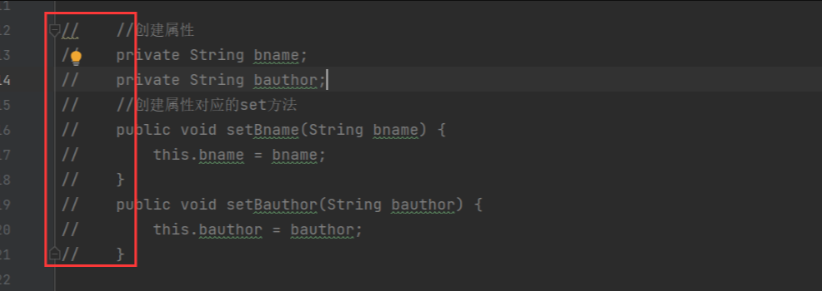 11
12 // //创建属性
13 // private String bname;
14 // private String bauthor;
15 // //创建属性对应的set方法
16 // public void setBname(String bname) {
17 // this.bname = bname;
18 // }
19 // public void setBauthor(String bauthor) {
20 // this.bauthor = bauthor;
21 // }
22